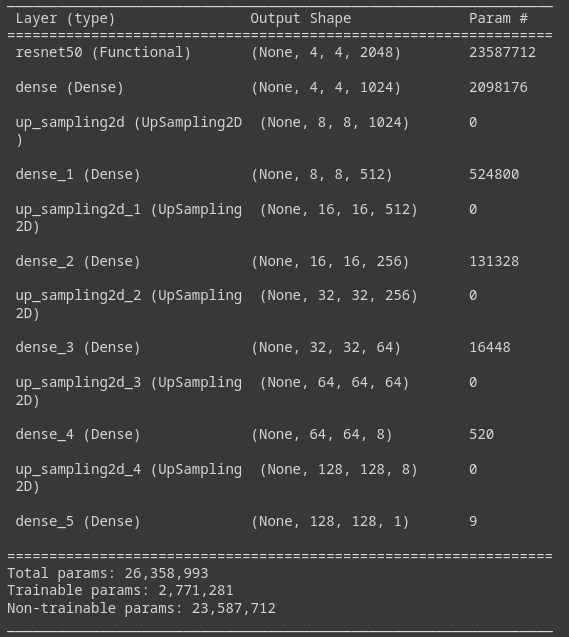 Layer (type) Output Shape Param #
=================================================================
resnet50 (Functional) (None, 4, 4, 2048) 23587712
dense (Dense) (None, 4, 4, 1024) 2098176
up_sampling2d (UpSampling2D (None, 8, 8, 1024) 0
)
dense_1 (Dense) (None, 8, 8, 512) 524800
up_sampling2d_1 (UpSampling (None, 16, 16, 512) 0
2D)
dense_2 (Dense) (None, 16, 16, 256) 131328
up_sampling2d_2 (UpSampling (None, 32, 32, 256) 0
2D)
dense_3 (Dense) (None, 32, 32, 64) 16448
up_sampling2d_3 (UpSampling (None, 64, 64, 64) 0
2D)
dense_4 (Dense) (None, 64, 64, 8) 520
up_sampling2d_4 (UpSampling (None, 128, 128, 8) 0
2D)
dense_5 (Dense) (None, 128, 128, 1) 9
=================================================================
Total params: 26,358,993
Trainable params: 2,771,281
Non-trainable params: 23,587,712